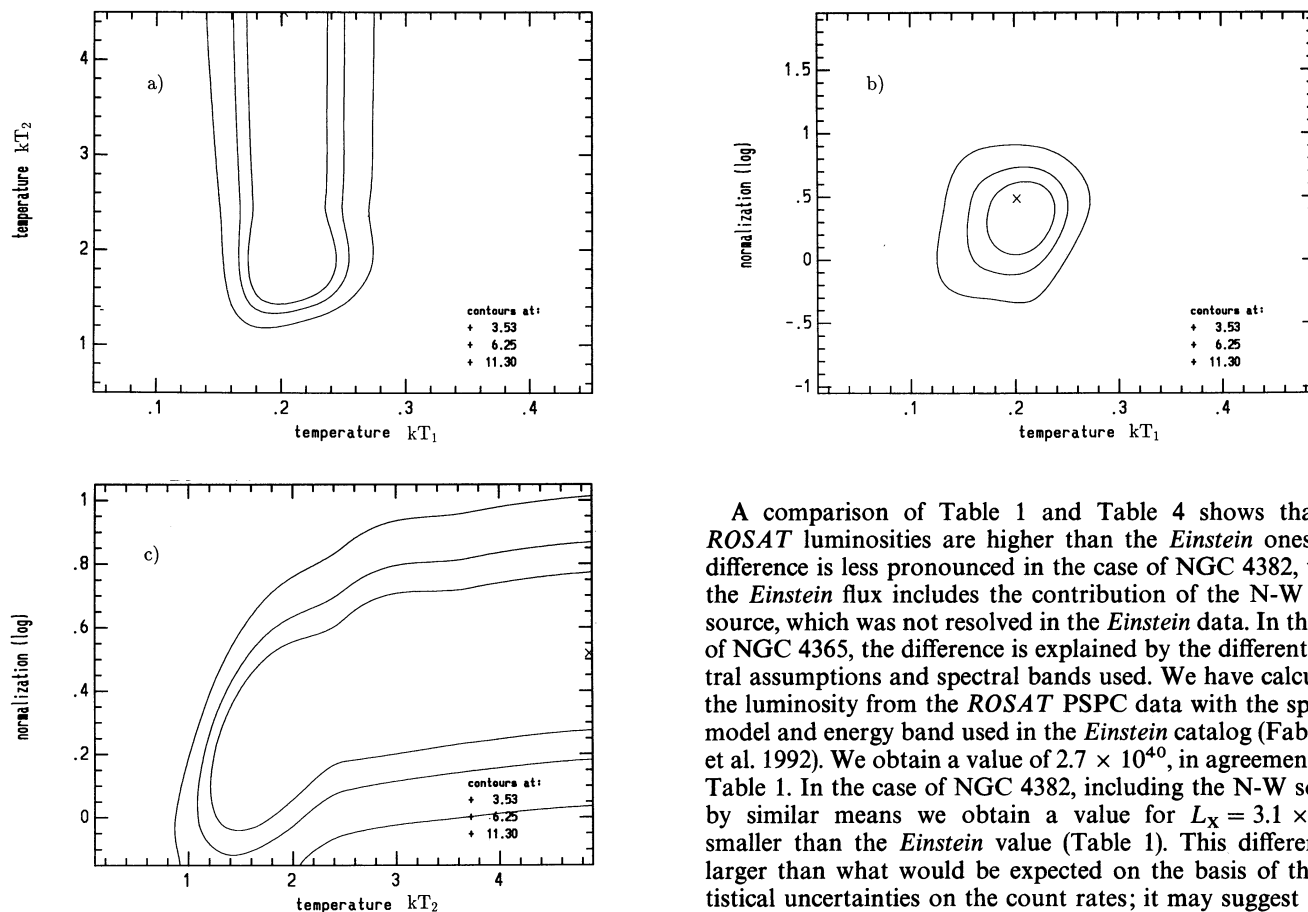 a)
4
3
2
1
temperature kT₂
contours at:
+ 3.53
+ 6.25
+ 11.30
.1 .2 .3 .4
temperature kT₁
b)
1.5
1
.5
0
-.5
-1
normalization (log)
contours at:
+ 3.53
+ 6.25
+ 11.30
.1 .2 .3 .4
temperature kT₁
c)
1
.8
.6
.4
.2
0
normalization (log)
contours at:
+ 3.53
+ 6.25
+ 11.30
1 2 3 4
temperature kT₂
A comparison of Table 1 and Table 4 shows tha
ROSAT luminosities are higher than the Einstein ones
difference is less pronounced in the case of NGC 4382,
the Einstein flux includes the contribution of the N-W
source, which was not resolved in the Einstein data. In th
of NGC 4365, the difference is explained by the different
tral assumptions and spectral bands used. We have calcu
the luminosity from the ROSAT PSPC data with the sp
model and energy band used in the Einstein catalog (Fab
et al. 1992). We obtain a value of 2.7 × 10⁴⁰, in agreemen
Table 1. In the case of NGC 4382, including the N-W so
by similar means we obtain a value for Lₓ = 3.1 ×
smaller than the Einstein value (Table 1). This differe
larger than what would be expected on the basis of th
tistical uncertainties on the count rates; it may suggest